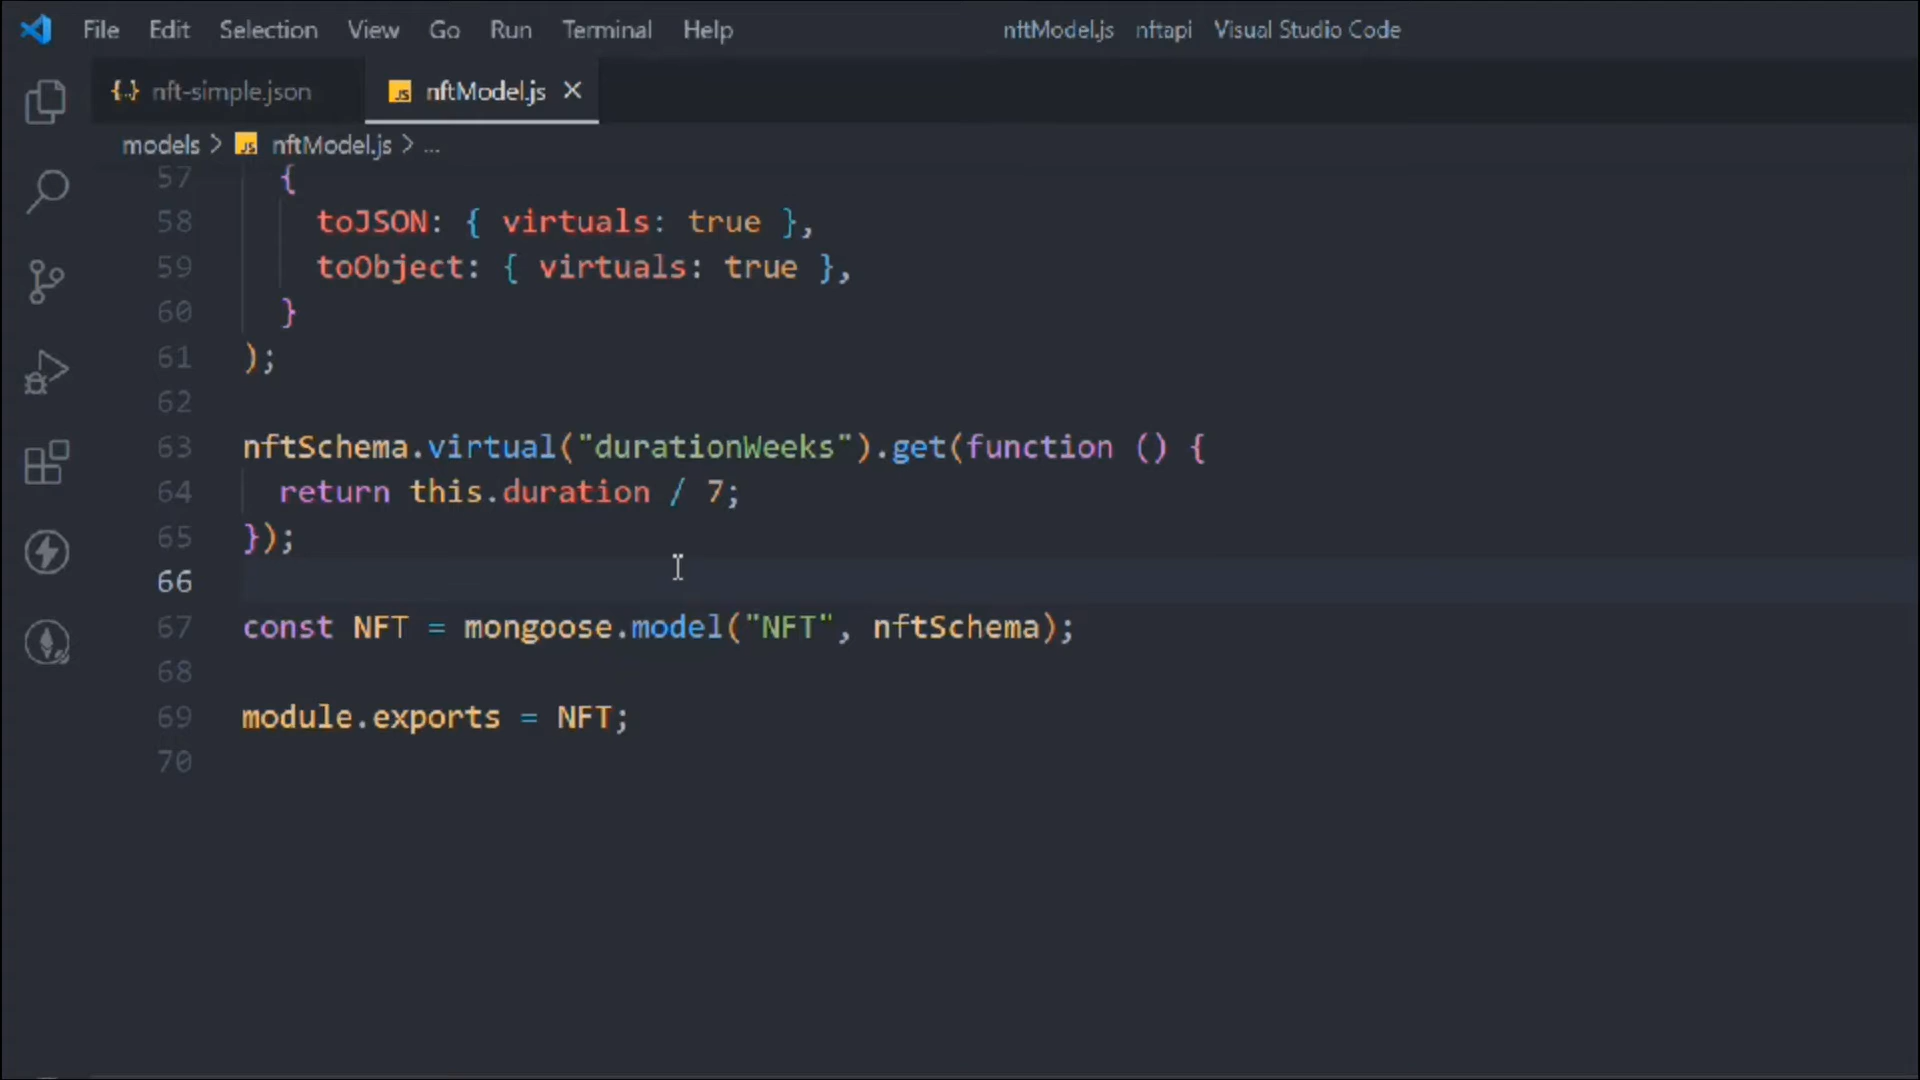 File Edit Selection View Go Run Terminal Help nftModel.js nftapi Visual Studio Code
{..} nft-simple.json JS nftModel.js
models > JS nftModel.js > ...
57 {
58 toJSON: { virtuals: true },
59 toObject: { virtuals: true },
60 }
61 );
62
63 nftSchema.virtual("durationWeeks").get(function () {
64 return this.duration / 7;
65 });
66
67 const NFT = mongoose.model("NFT", nftSchema);
68
69 module.exports = NFT;
70